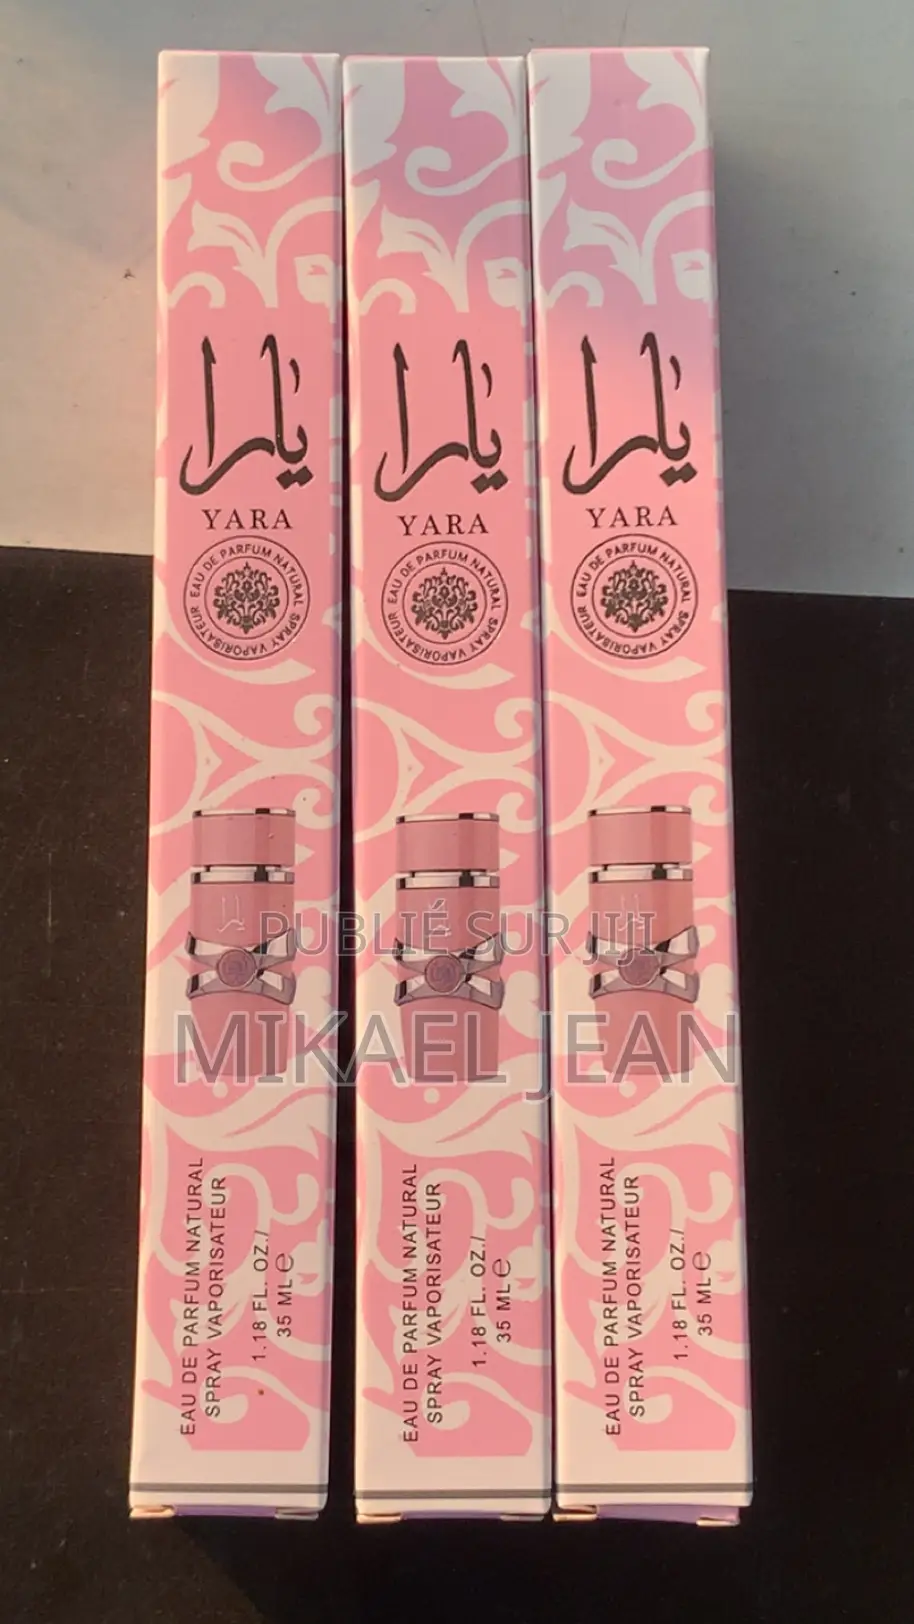 يارا
YARA
EAU DE PARFUM NATURAL SPRAY VAPORISATEUR
يارا
YARA
EAU DE PARFUM NATURAL SPRAY VAPORISATEUR
يارا
YARA
EAU DE PARFUM NATURAL SPRAY VAPORISATEUR
يارا
يارا
يارا
PUBLIÉ SUR JIJI
MIKAEL JEAN
EAU DE PARFUM NATURAL
SPRAY VAPORISATEUR
1.18 FL. OZ./
35 ML ℮
EAU DE PARFUM NATURAL
SPRAY VAPORISATEUR
1.18 FL. OZ./
35 ML ℮
EAU DE PARFUM NATURAL
SPRAY VAPORISATEUR
1.18 FL. OZ./
35 ML ℮